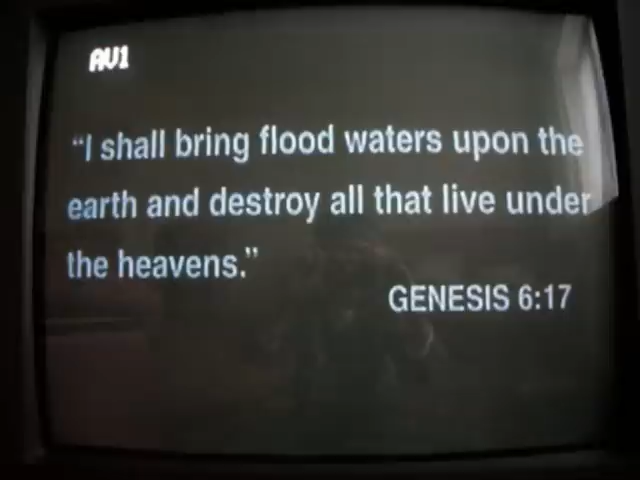 AV1
“I shall bring flood waters upon the
earth and destroy all that live under
the heavens.”
GENESIS 6:17